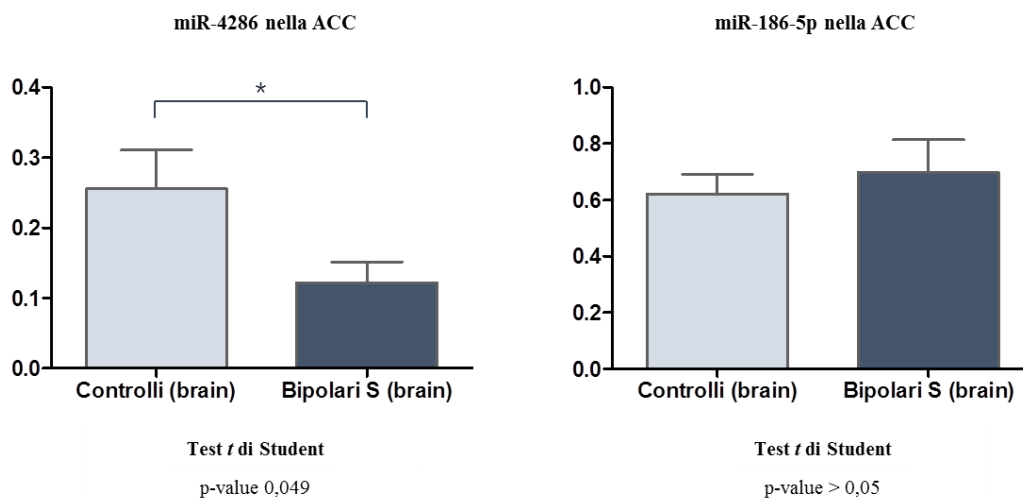 miR-4286 nella ACC
0.4
0.3
0.2
0.1
0.0
*
Controlli (brain) Bipolari S (brain)
Test t di Student
p-value 0,049
miR-186-5p nella ACC
1.0
0.8
0.6
0.4
0.2
0.0
Controlli (brain) Bipolari S (brain)
Test t di Student
p-value > 0,05